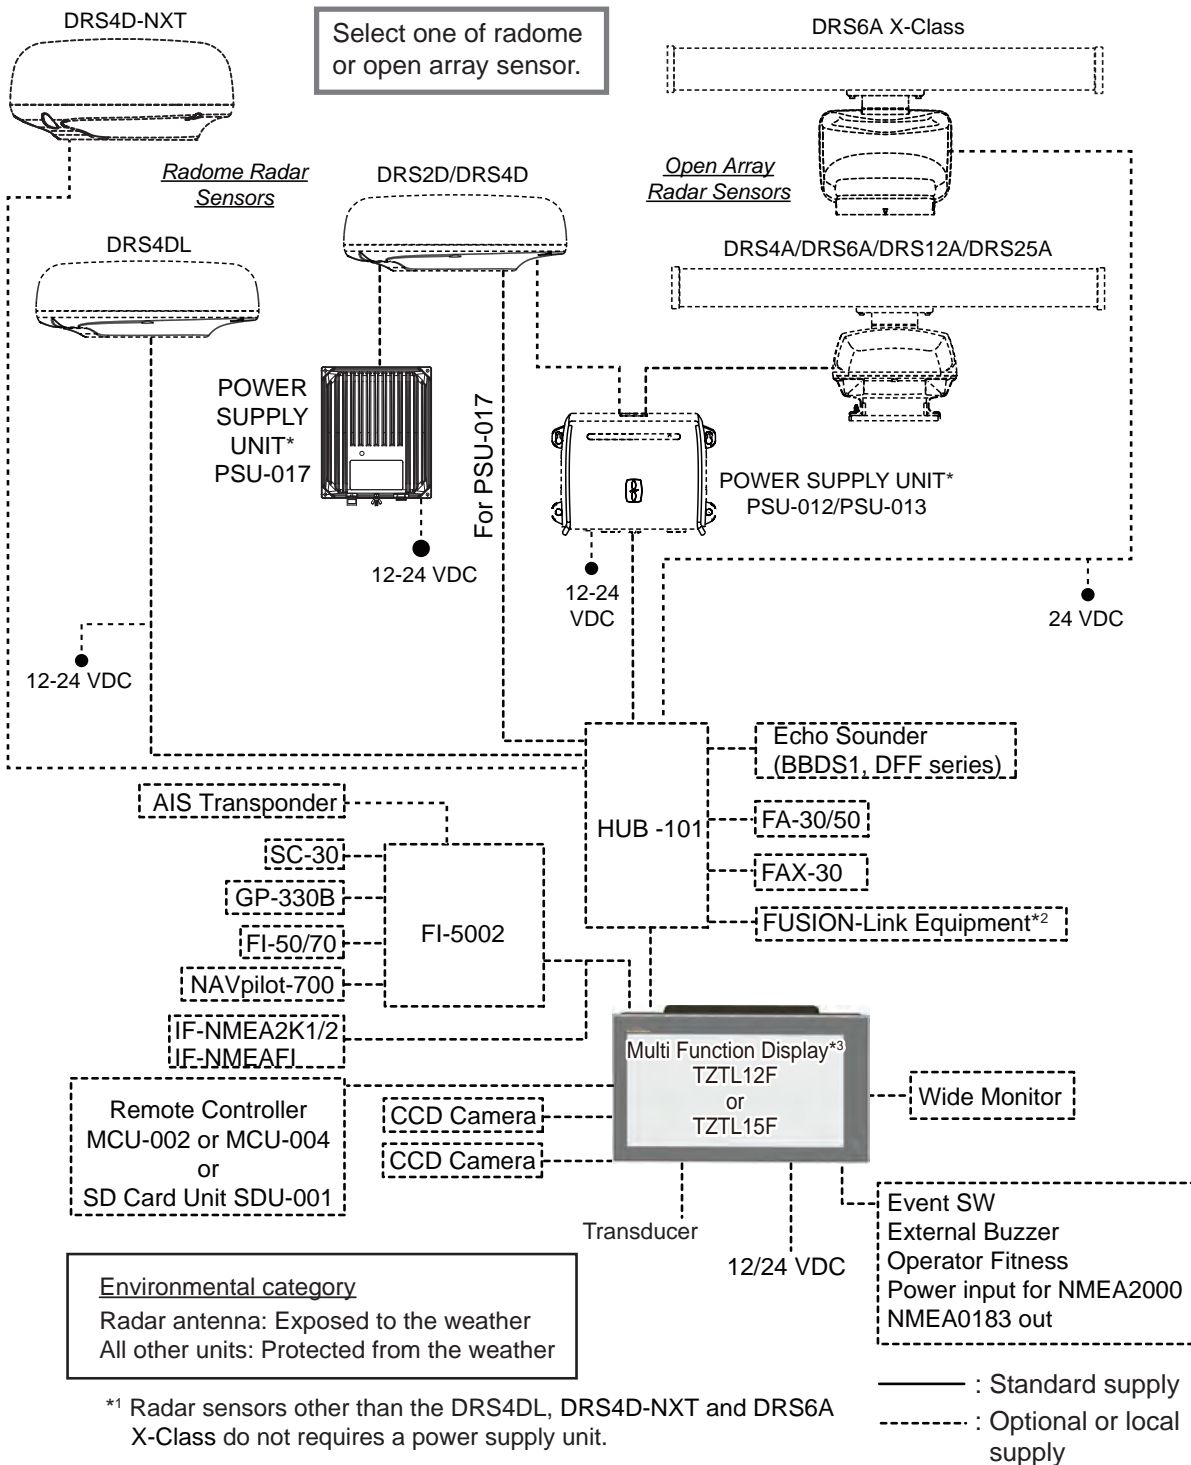 DRS4D-NXT
Select one of radome
or open array sensor.
DRS6A X-Class
Radome Radar
Sensors
DRS2D/DRS4D
Open Array
Radar Sensors
DRS4DL
DRS4A/DRS6A/DRS12A/DRS25A
POWER
SUPPLY
UNIT*
PSU-017
For PSU-017
POWER SUPPLY UNIT*
PSU-012/PSU-013
12-24 VDC
12-24
VDC
24 VDC
12-24 VDC
Echo Sounder
(BBDS1, DFF series)
AIS Transponder
HUB -101
FA-30/50
SC-30
FAX-30
GP-330B
FUSION-Link Equipment*2
FI-50/70
FI-5002
NAVpilot-700
IF-NMEA2K1/2
IF-NMEAFI
Multi Function Display*3
TZTL12F
or
TZTL15F
Remote Controller
MCU-002 or MCU-004
or
SD Card Unit SDU-001
CCD Camera
CCD Camera
Wide Monitor
Transducer
12/24 VDC
Event SW
External Buzzer
Operator Fitness
Power input for NMEA2000
NMEA0183 out
Environmental category
Radar antenna: Exposed to the weather
All other units: Protected from the weather
*1 Radar sensors other than the DRS4DL, DRS4D-NXT and DRS6A
X-Class do not requires a power supply unit.
: Standard supply
: Optional or local
supply